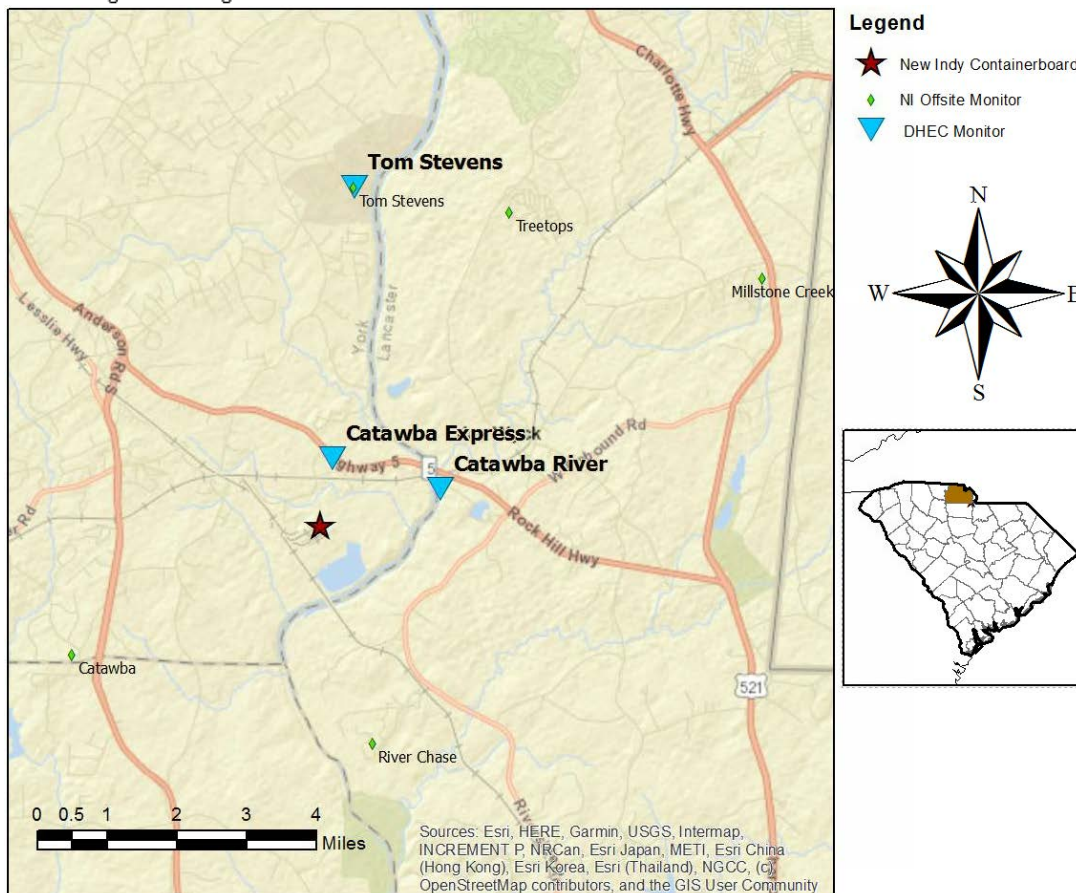 Legend
New Indy Containerboard
NI Offsite Monitor
DHEC Monitor
N
W
E
S
Charlotte Hwy
Tom Stevens
Tom Stevens
Treetops
Millstone Creek
Lesslie Hwy
Anderson Rd S
York
Lancaster
Catawba Express
Highway 5
5
Catawba River
Rock Hill Hwy
Catawba
521
River Chase
0 0.5 1 2 3 4
Miles
Sources: Esri, HERE, Garmin, USGS, Intermap,
INCREMENT P, NRCan, Esri Japan, METI, Esri China
(Hong Kong), Esri Korea, Esri (Thailand), NGCC, (c)
OpenStreetMap contributors, and the GIS User Community